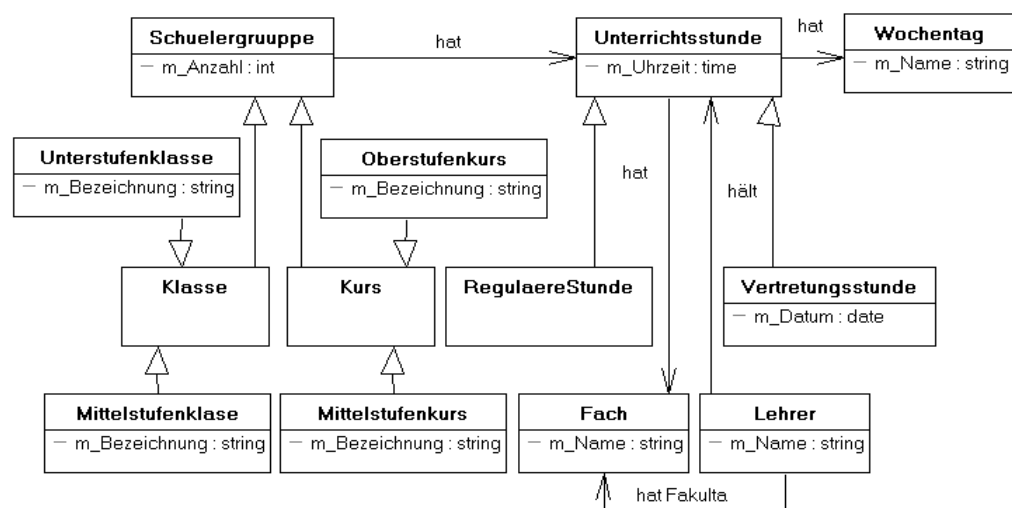 Schuelergruuppe
— m_Anzahl : int
hat
Unterrichtsstunde
— m_Uhrzeit : time
hat
Wochentag
— m_Name : string
Unterstufenklasse
— m_Bezeichnung : string
Oberstufenkurs
— m_Bezeichnung : string
hat
hält
Klasse
Kurs
RegulaereStunde
Vertretungsstunde
— m_Datum : date
Mittelstufenklase
— m_Bezeichnung : string
Mittelstufenkurs
— m_Bezeichnung : string
Fach
— m_Name : string
Lehrer
— m_Name : string
hat Fakulta